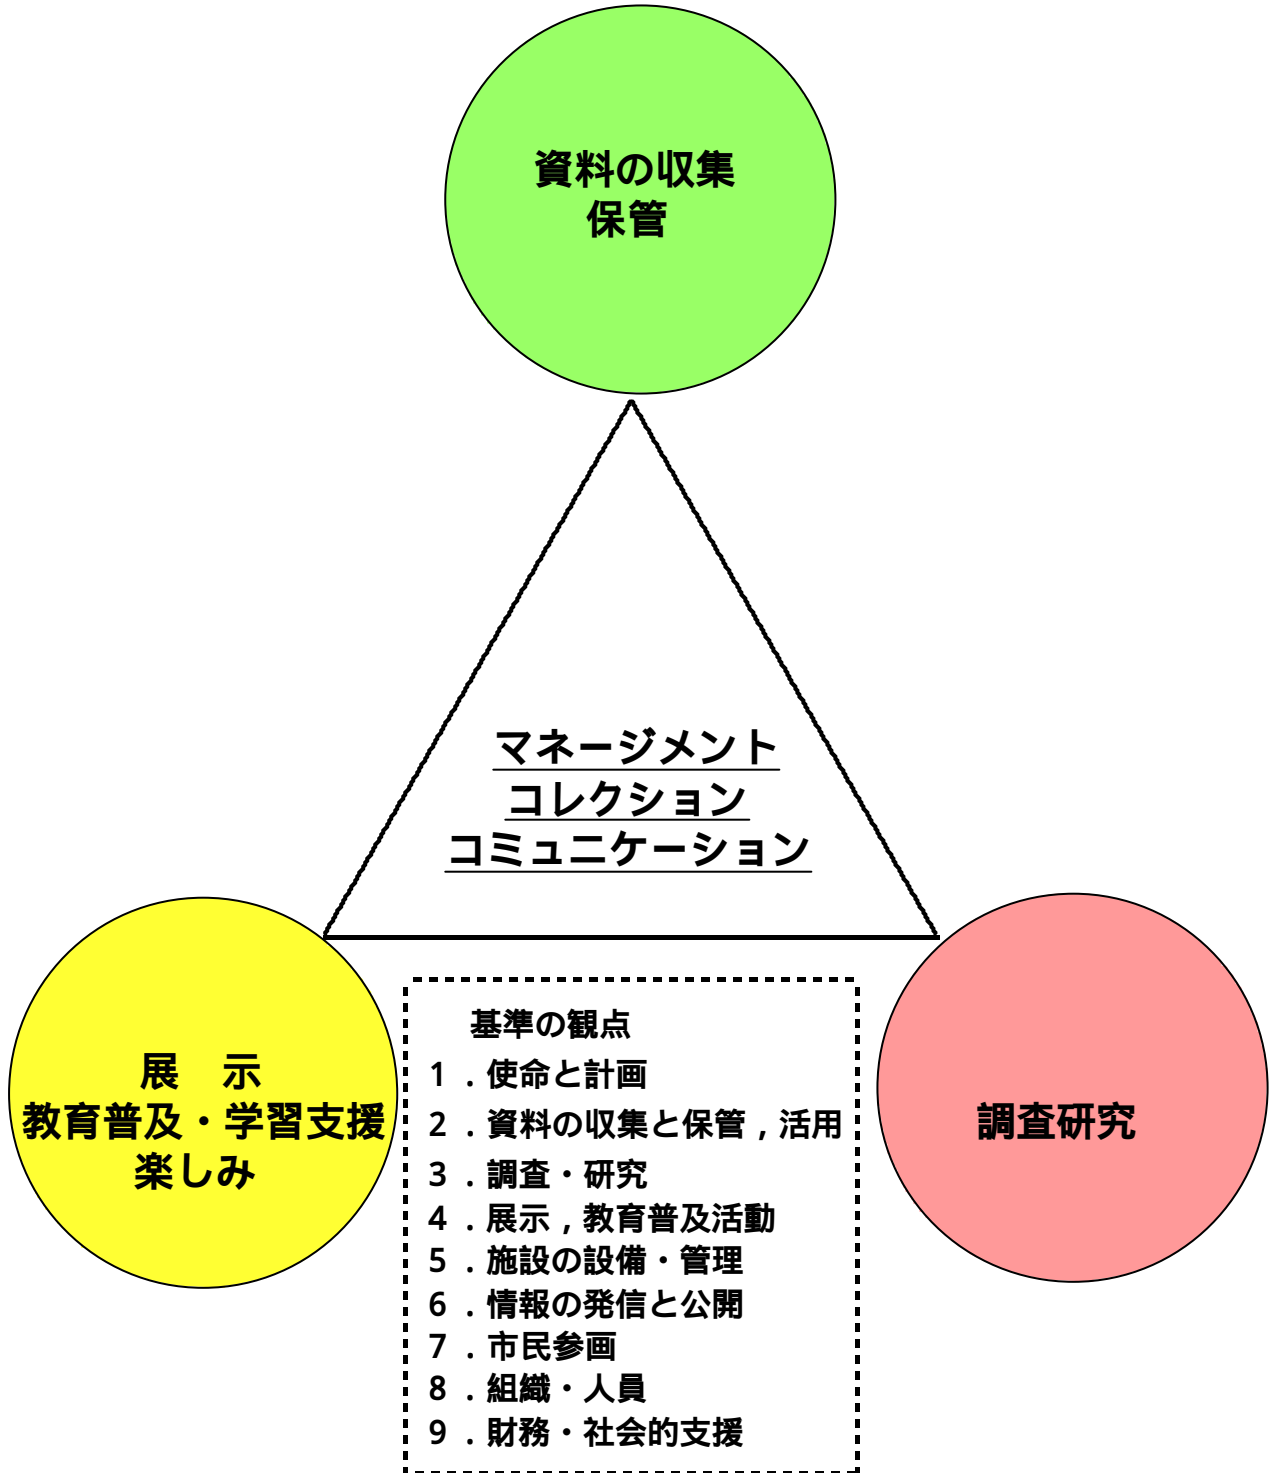 資料の収集
保管
マネージメント
コレクション
コミュニケーション
展　示
教育普及・学習支援
楽しみ
調査研究
基準の観点
1 ．使命と計画
2 ．資料の収集と保管，活用
3 ．調査・研究
4 ．展示，教育普及活動
5 ．施設の設備・管理
6 ．情報の発信と公開
7 ．市民参画
8 ．組織・人員
9 ．財務・社会的支援